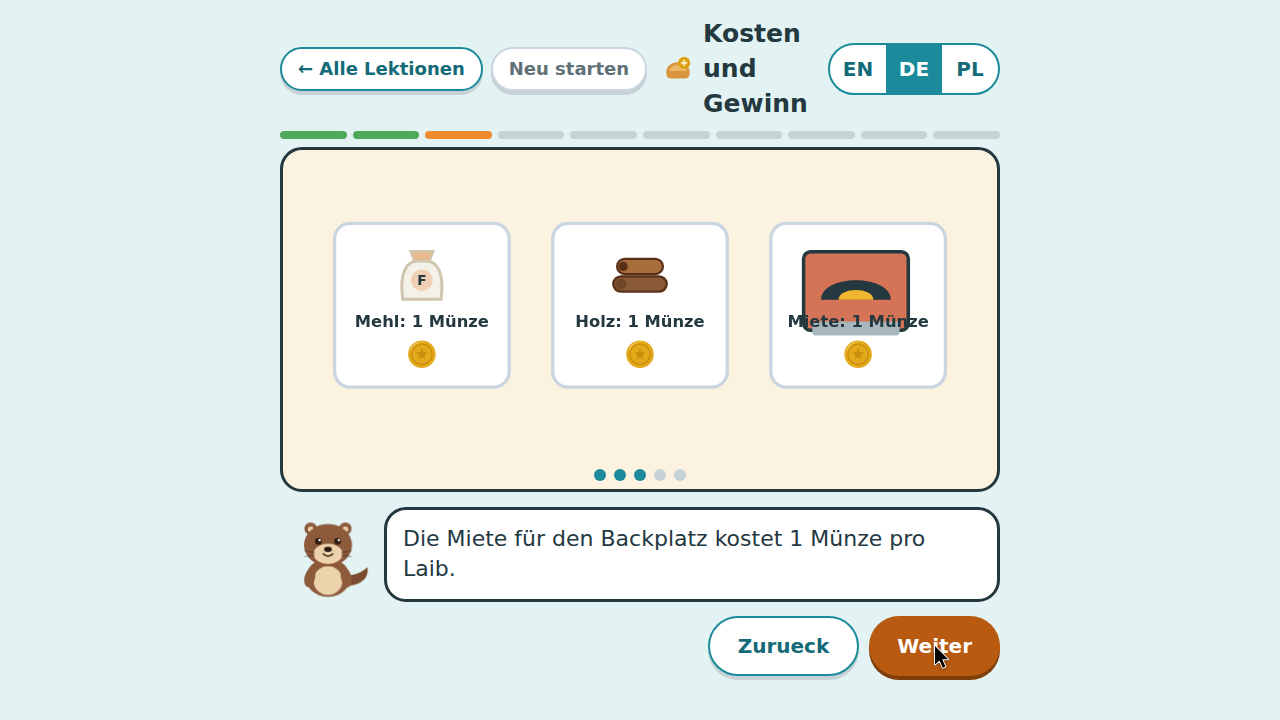 ← Alle Lektionen
Neu starten
Kosten
und
Gewinn
EN DE PL
F
Mehl: 1 Münze
Holz: 1 Münze
Miete: 1 Münze
Die Miete für den Backplatz kostet 1 Münze pro
Laib.
Zurueck
Weiter